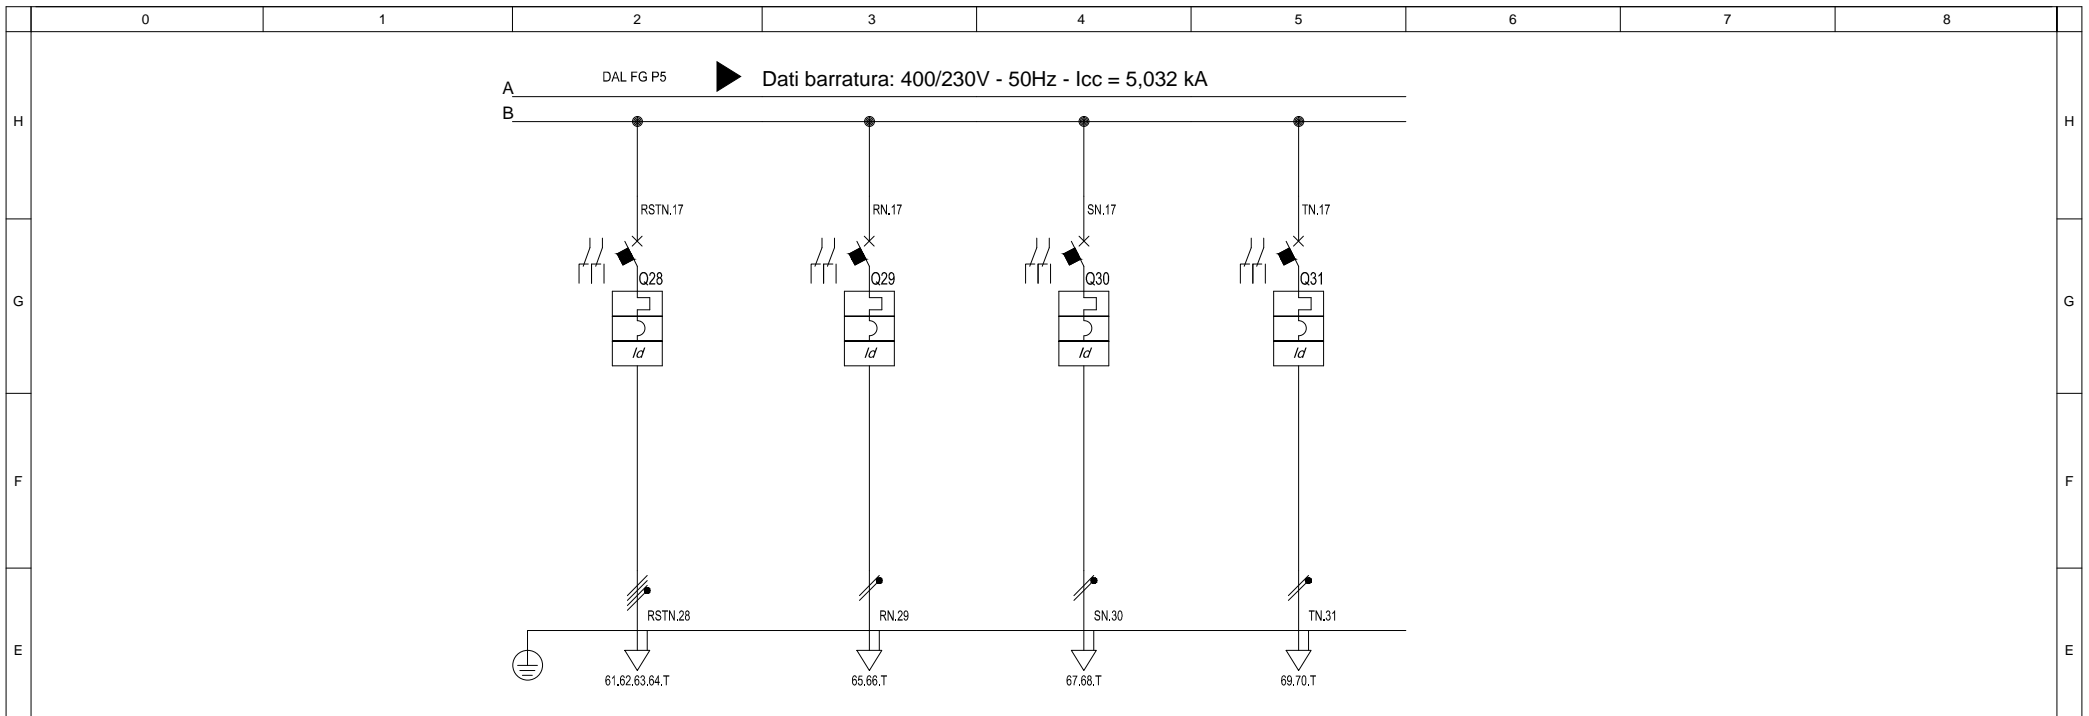 0 1 2 3 4 5 6 7 8
DAL FG P5 Dati barratura: 400/230V - 50Hz - Icc = 5,032 kA
A
B
H H
RSTN.17 RN.17 SN.17 TN.17
Q28 Q29 Q30 Q31
G G
Id Id Id Id
F F
RSTN.28 RN.29 SN.30 TN.31
E E
61.62.63.64.T 65.66.T 67.68.T 69.70.T